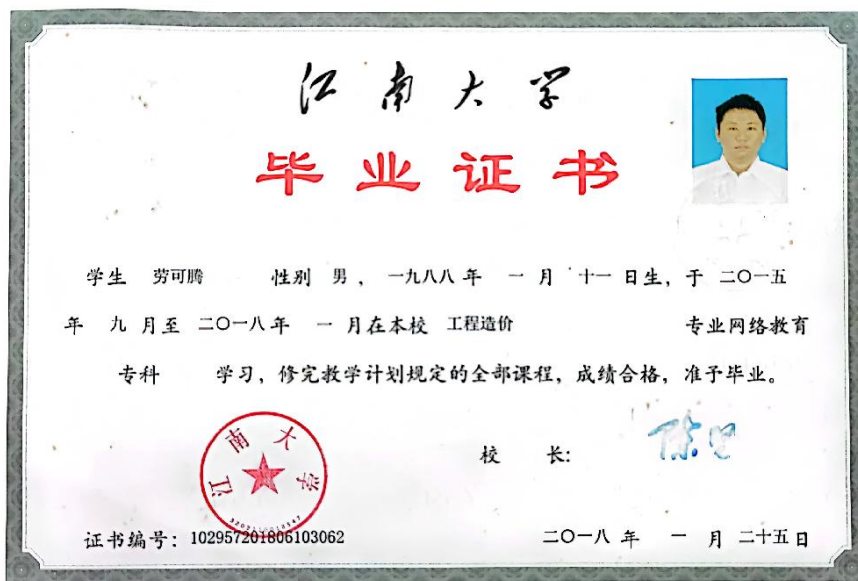 江南大学
毕业证书
学生 劳可腾 性别 男，一九八八年 一月 十一日生，于 二〇一五
年 九 月至 二〇一八年 一 月在本校 工程造价 专业网络教育
专科 学习，修完教学计划规定的全部课程，成绩合格，准予毕业。
江南大学
校 长：
证书编号：102957201806103062
二〇一八 年 一 月 二十五日